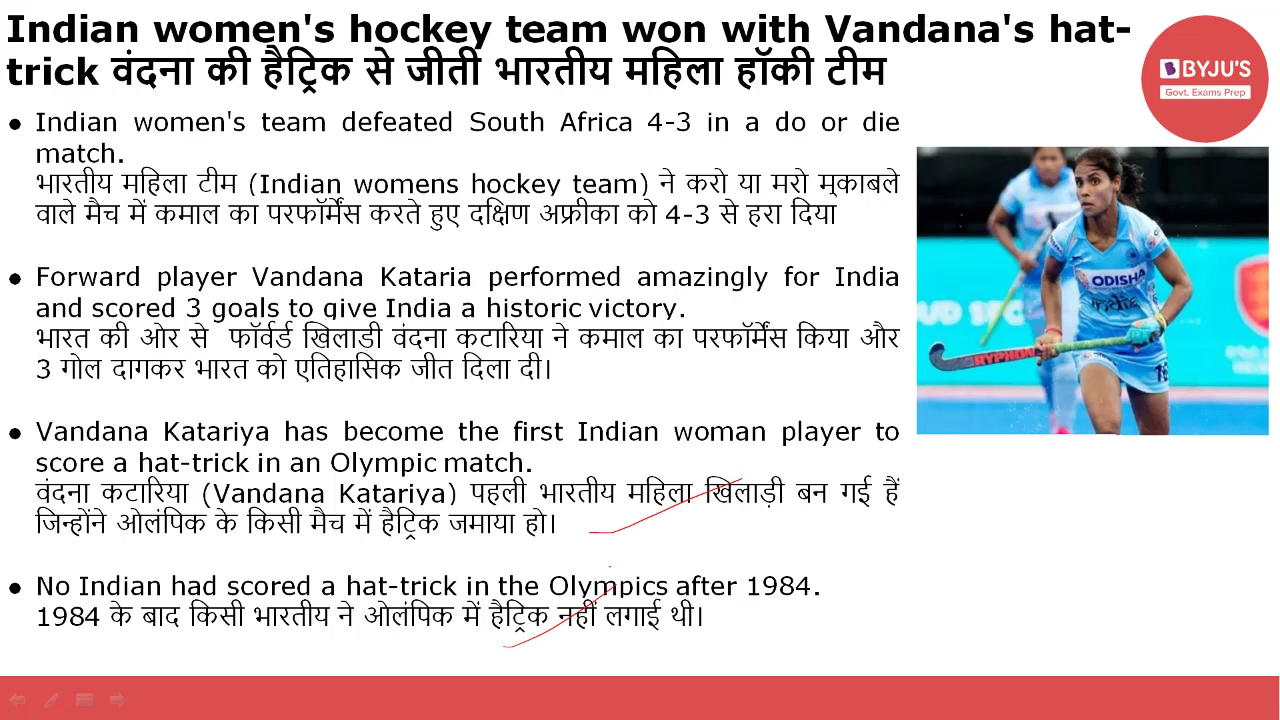 Indian women's hockey team won with Vandana's hat-
trick वंदना की हैट्रिक से जीती भारतीय महिला हॉकी टीम
BYJU'S
Govt. Exams Prep
● Indian women's team defeated South Africa 4-3 in a do or die
match.
भारतीय महिला टीम (Indian womens hockey team) ने करो या मरो मुकाबले
वाले मैच में कमाल का परफॉर्मेंस करते हुए दक्षिण अफ्रीका को 4-3 से हरा दिया
● Forward player Vandana Kataria performed amazingly for India
and scored 3 goals to give India a historic victory.
भारत की ओर से फॉर्वर्ड खिलाड़ी वंदना कटारिया ने कमाल का परफॉर्मेंस किया और
3 गोल दागकर भारत को एतिहासिक जीत दिला दी।
● Vandana Katariya has become the first Indian woman player to
score a hat-trick in an Olympic match.
वंदना कटारिया (Vandana Katariya) पहली भारतीय महिला खिलाड़ी बन गई हैं
जिन्होंने ओलंपिक के किसी मैच में हैट्रिक जमाया हो।
● No Indian had scored a hat-trick in the Olympics after 1984.
1984 के बाद किसी भारतीय ने ओलंपिक में हैट्रिक नहीं लगाई थी।
ODISHA
India
GRYPHON